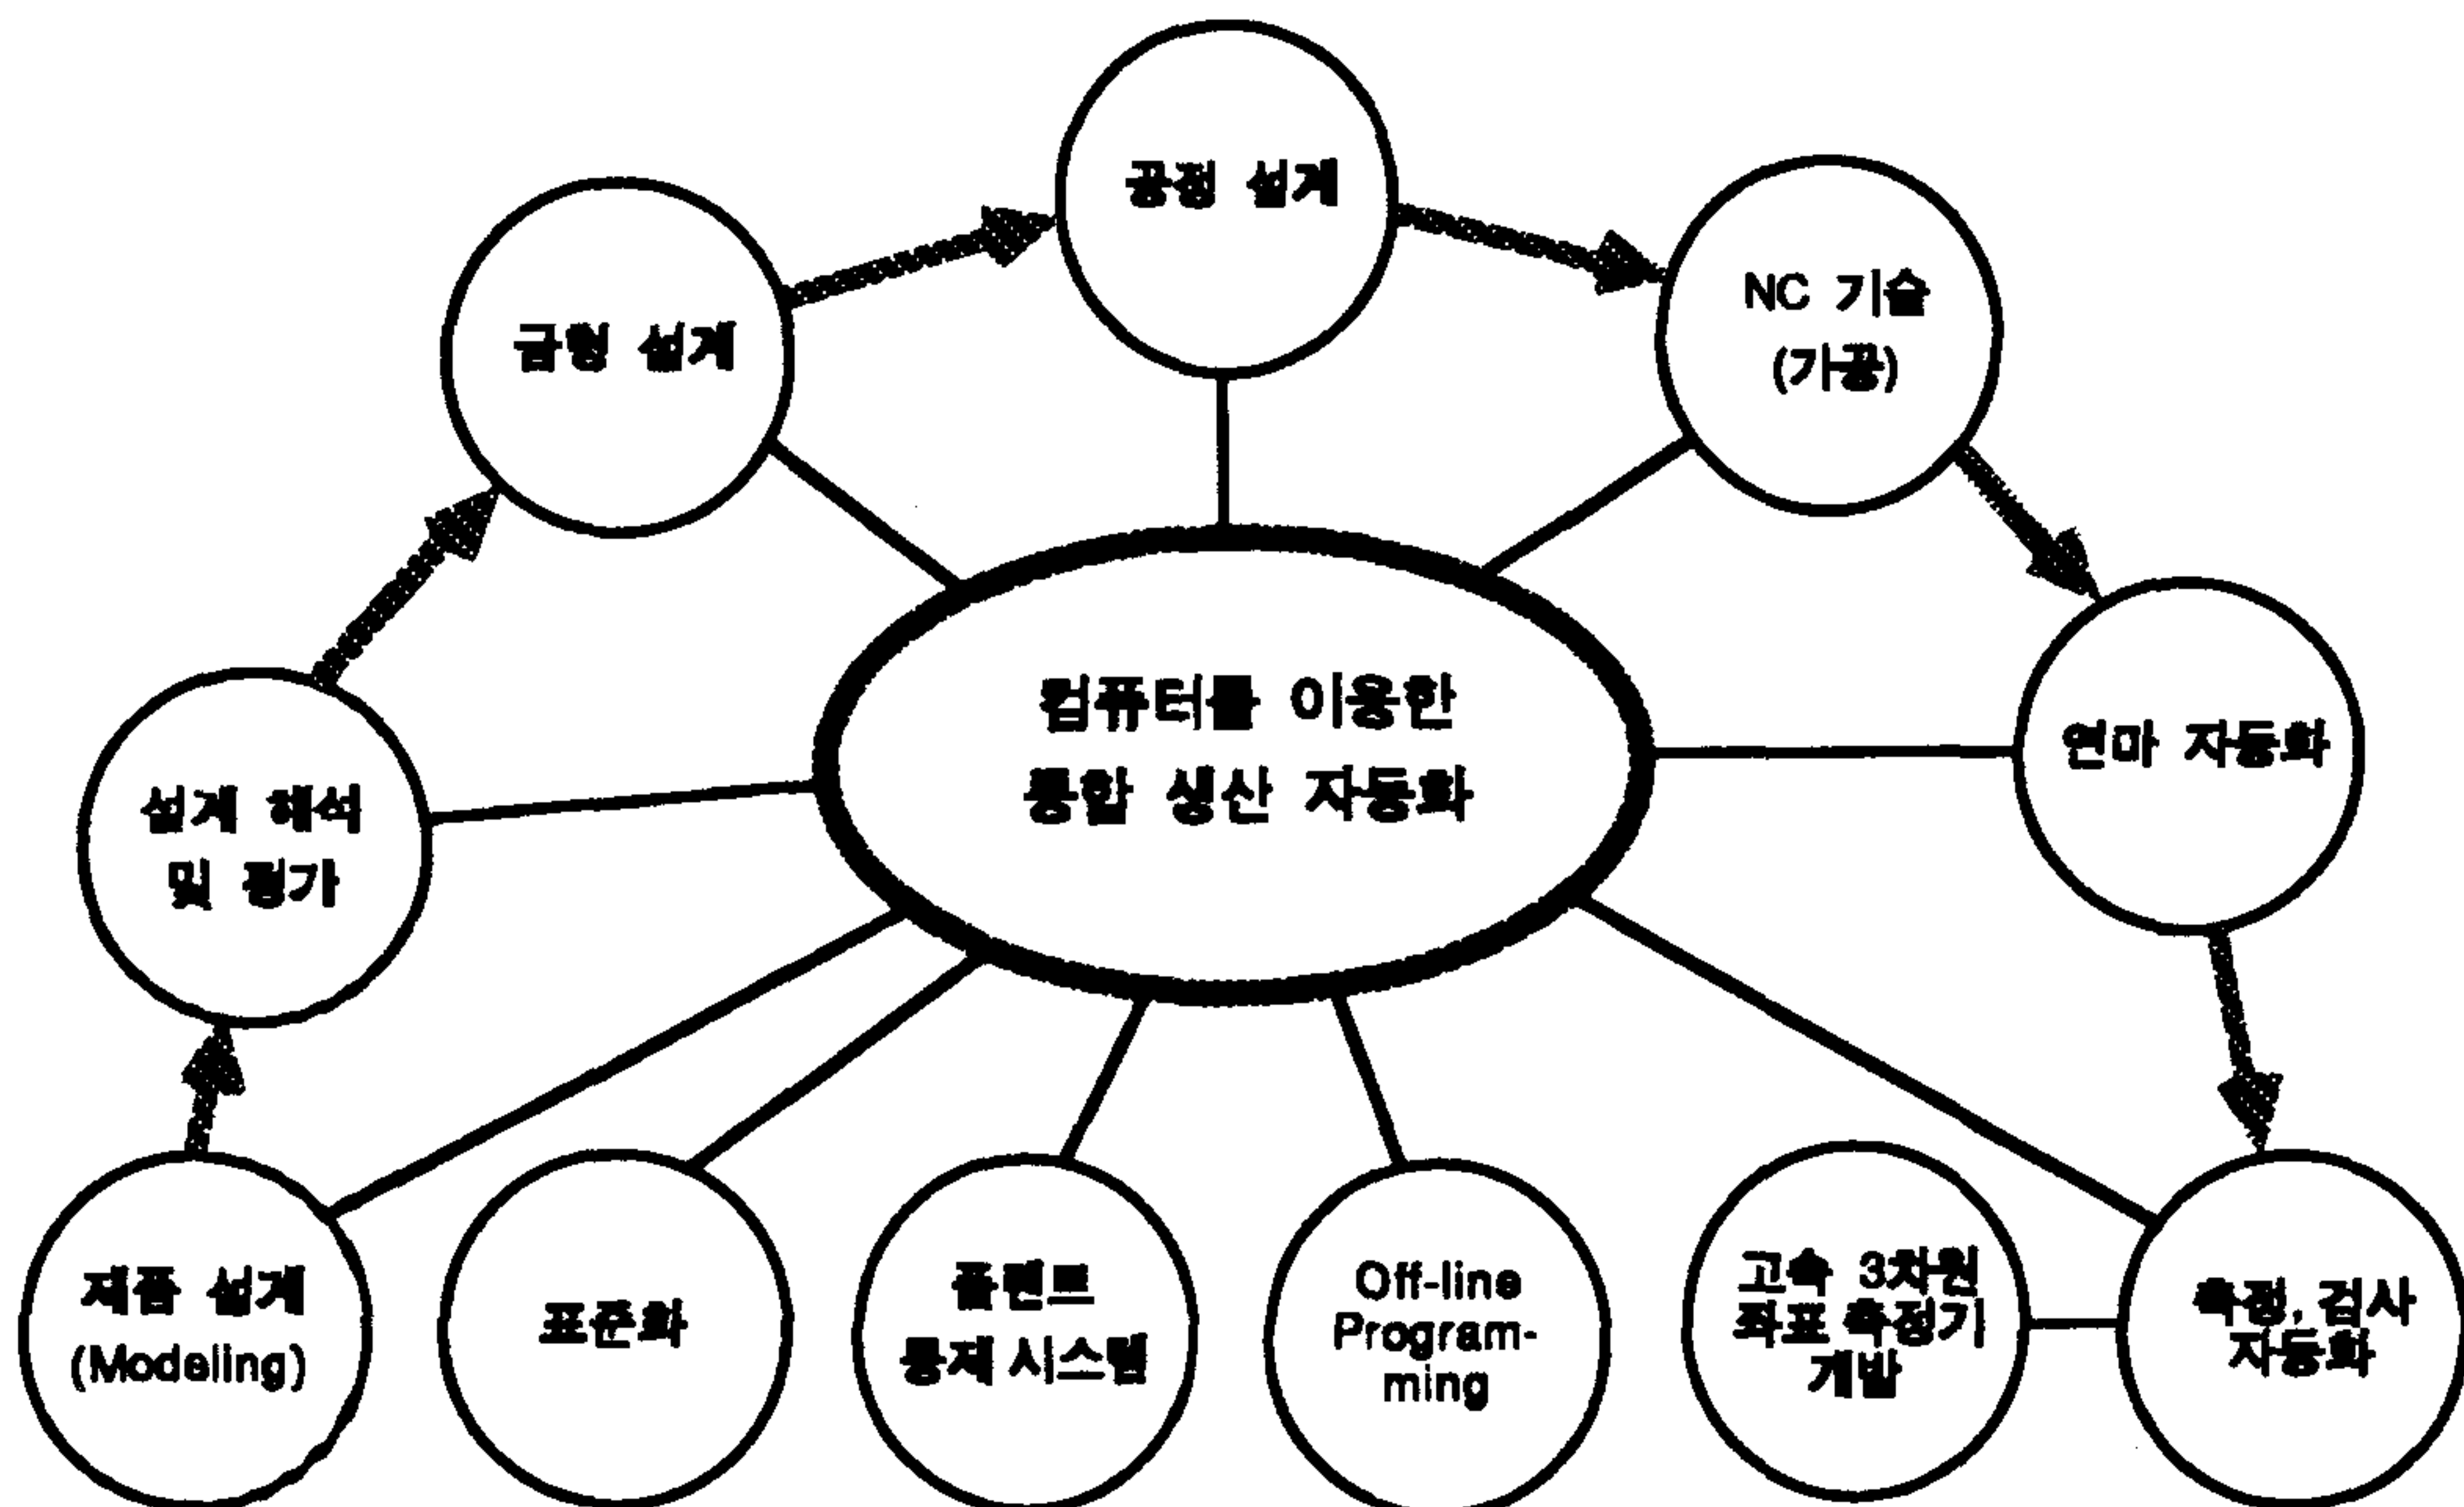 공정 설계
NC 기술
(가공)
금형 설계
컴퓨터를 이용한
통합 생산 자동화
연마 자동화
설계 해석
및 평가
제품 설계
(Modeling)
표준화
플랜트
통제 시스템
Off-line
Program-
ming
고속 3차원
좌표 측정기
개발
측정, 검사
자동화